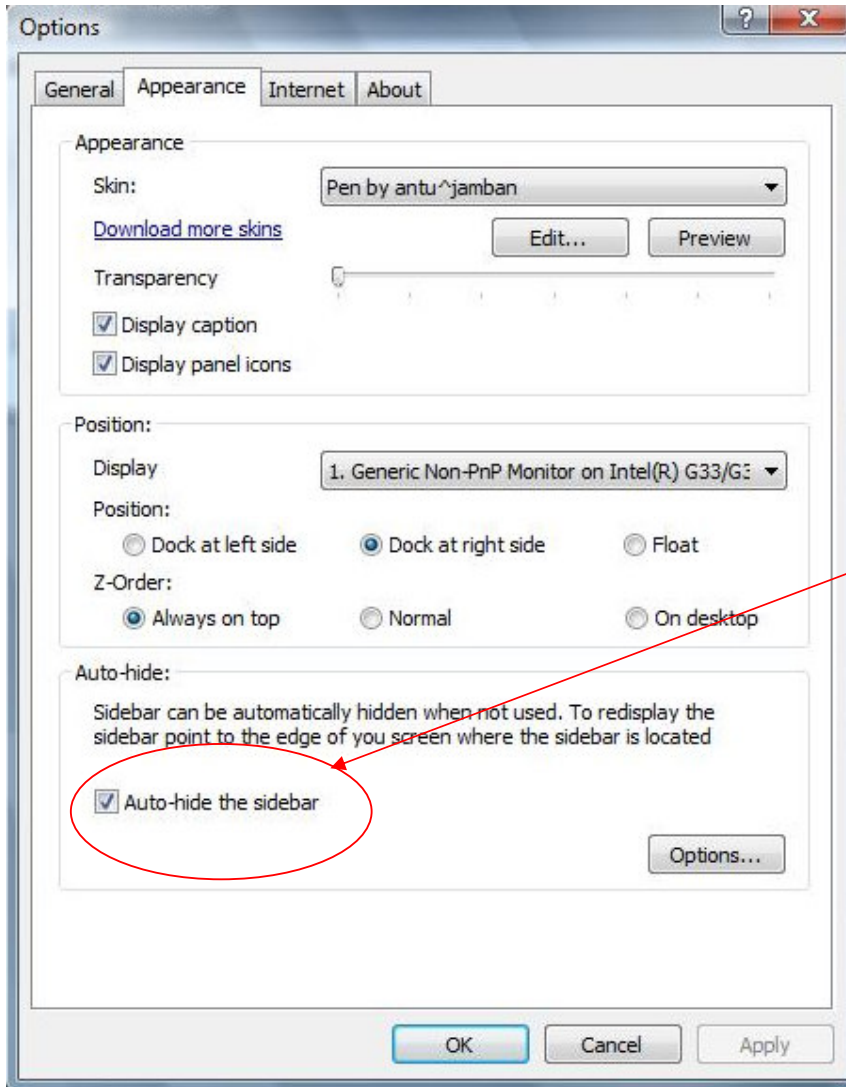 Options
?
X
General Appearance Internet About
Appearance
Skin: Pen by antu^jamban
Download more skins Edit... Preview
Transparency
Display caption
Display panel icons
Position:
Display 1. Generic Non-PnP Monitor on Intel(R) G33/G3
Position:
Dock at left side Dock at right side Float
Z-Order:
Always on top Normal On desktop
Auto-hide:
Sidebar can be automatically hidden when not used. To redisplay the
sidebar point to the edge of you screen where the sidebar is located
Auto-hide the sidebar
Options...
OK Cancel Apply